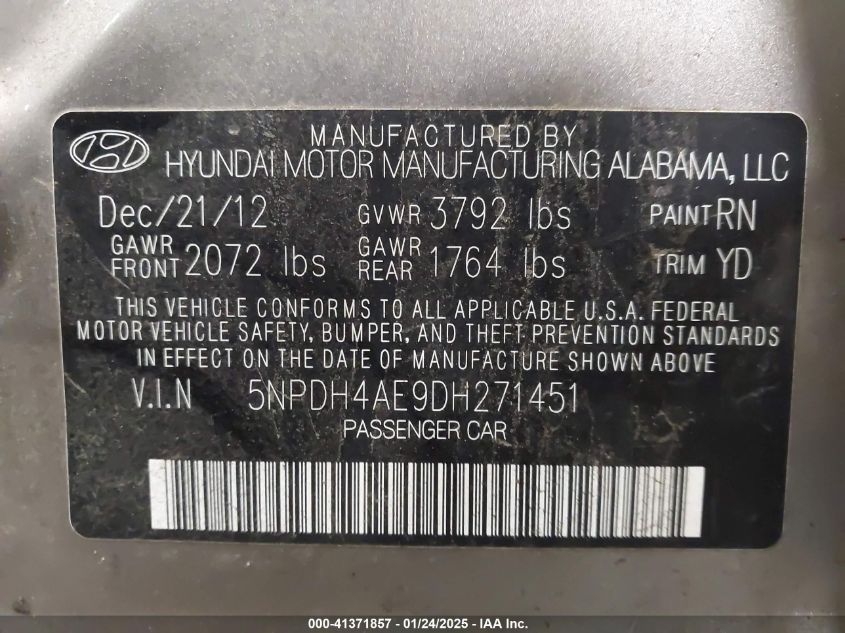 MANUFACTURED BY
HYUNDAI MOTOR MANUFACTURING ALABAMA, LLC
Dec/21/12 GVWR 3792 lbs PAINT RN
GAWR FRONT 2072 lbs GAWR REAR 1764 lbs TRIM YD
THIS VEHICLE CONFORMS TO ALL APPLICABLE U.S.A. FEDERAL
MOTOR VEHICLE SAFETY, BUMPER, AND THEFT PREVENTION STANDARDS
IN EFFECT ON THE DATE OF MANUFACTURE SHOWN ABOVE
V.I.N 5NPDH4AE9DH271451
PASSENGER CAR
000-41371857 - 01/24/2025 - IAA Inc.